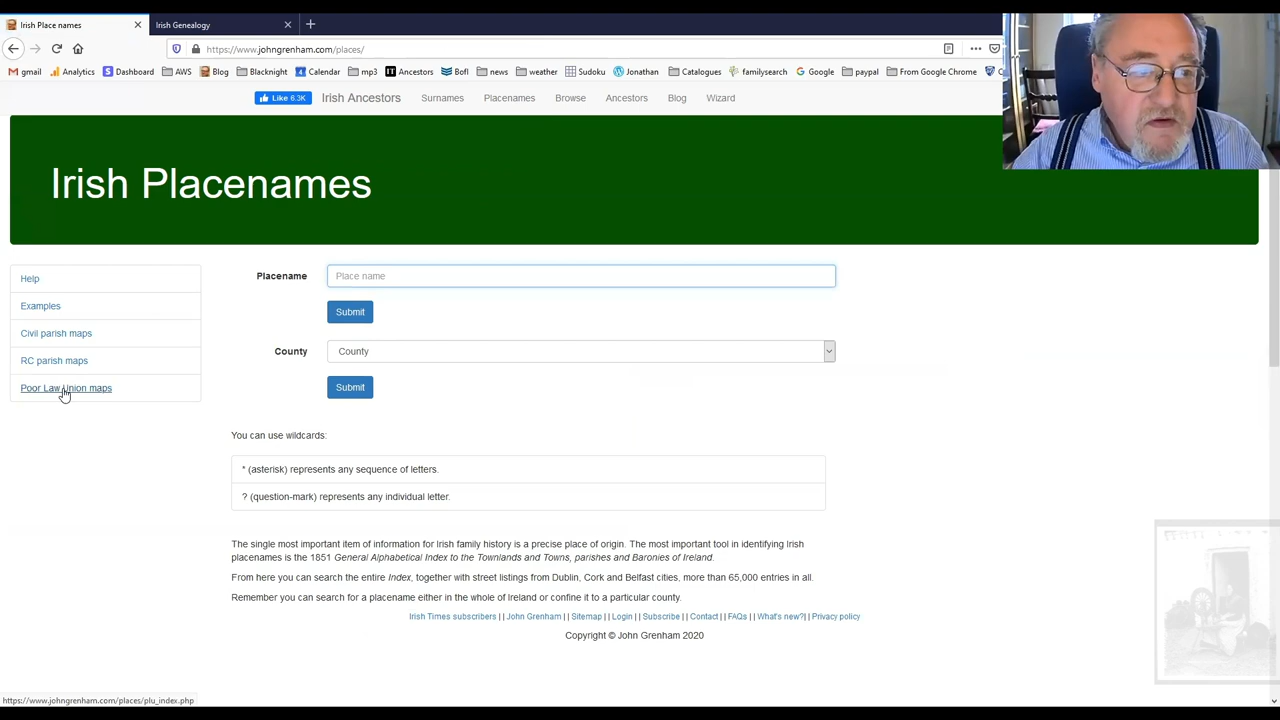 Irish Place names
Irish Genealogy
https://www.johngrenham.com/places/
gmail
Analytics
Dashboard
AWS
Blog
Blacknight
Calendar
mp3
Ancestors
BofI
news
weather
Sudoku
Jonathan
Catalogues
familysearch
Google
paypal
From Google Chrome
Like 6.3K
Irish Ancestors
Surnames
Placenames
Browse
Ancestors
Blog
Wizard
Irish Placenames
Help
Examples
Civil parish maps
RC parish maps
Poor Law Union maps
Placename
Place name
Submit
County
County
Submit
You can use wildcards:
* (asterisk) represents any sequence of letters.
? (question-mark) represents any individual letter.
The single most important item of information for Irish family history is a precise place of origin. The most important tool in identifying Irish
placenames is the 1851 General Alphabetical Index to the Townlands and Towns, parishes and Baronies of Ireland.
From here you can search the entire Index, together with street listings from Dublin, Cork and Belfast cities, more than 65,000 entries in all.
Remember you can search for a placename either in the whole of Ireland or confine it to a particular county.
Irish Times subscribers | | John Grenham | | Sitemap | | Login | | Subscribe | | Contact | | FAQs | | What's new?| | Privacy policy
Copyright © John Grenham 2020
https://www.johngrenham.com/places/plu_index.php